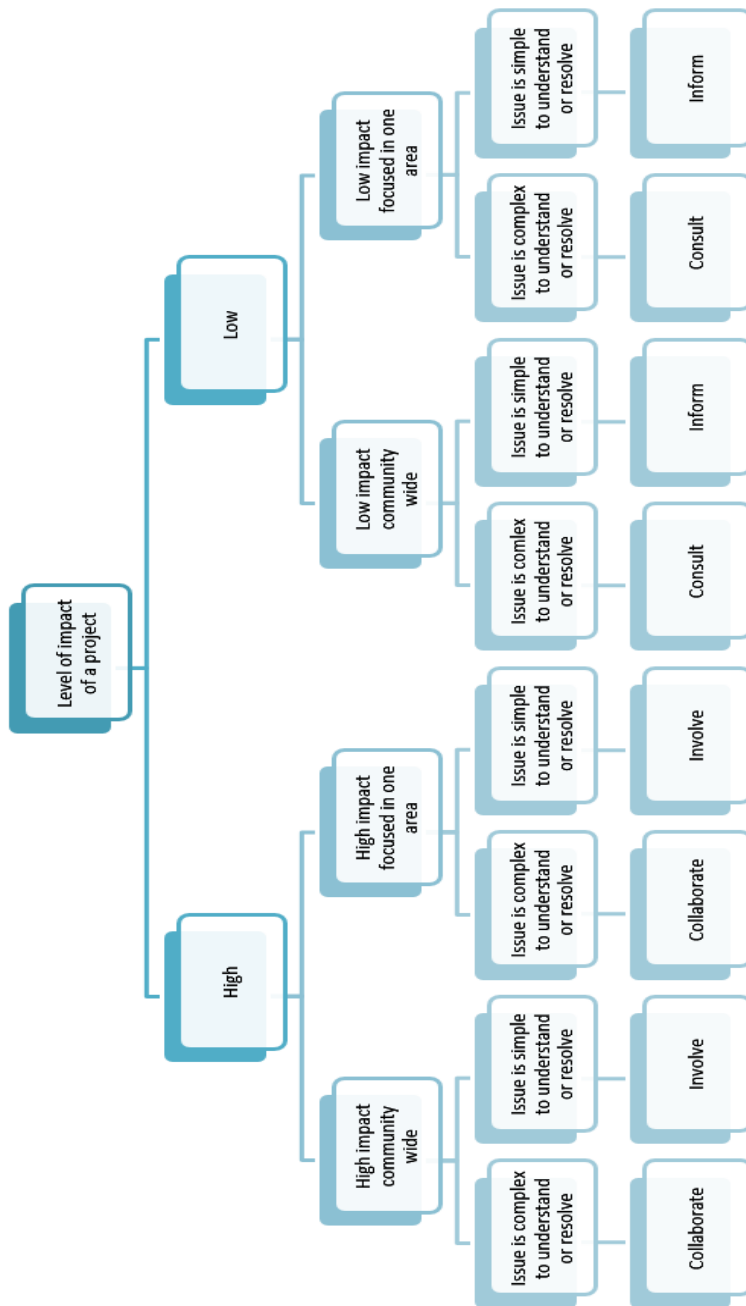 Level of impact
of a project
High
Low
High impact
community
wide
High impact
focused in one
area
Low impact
community
wide
Low impact
focused in one
area
Issue is complex
to understand
or resolve
Issue is simple
to understand
or resolve
Issue is complex
to understand
or resolve
Issue is simple
to understand
or resolve
Issue is comlex
to understand
or resolve
Issue is simple
to understand
or resolve
Issue is complex
to understand
or resolve
Issue is simple
to understand
or resolve
Collaborate
Involve
Collaborate
Involve
Consult
Inform
Consult
Inform